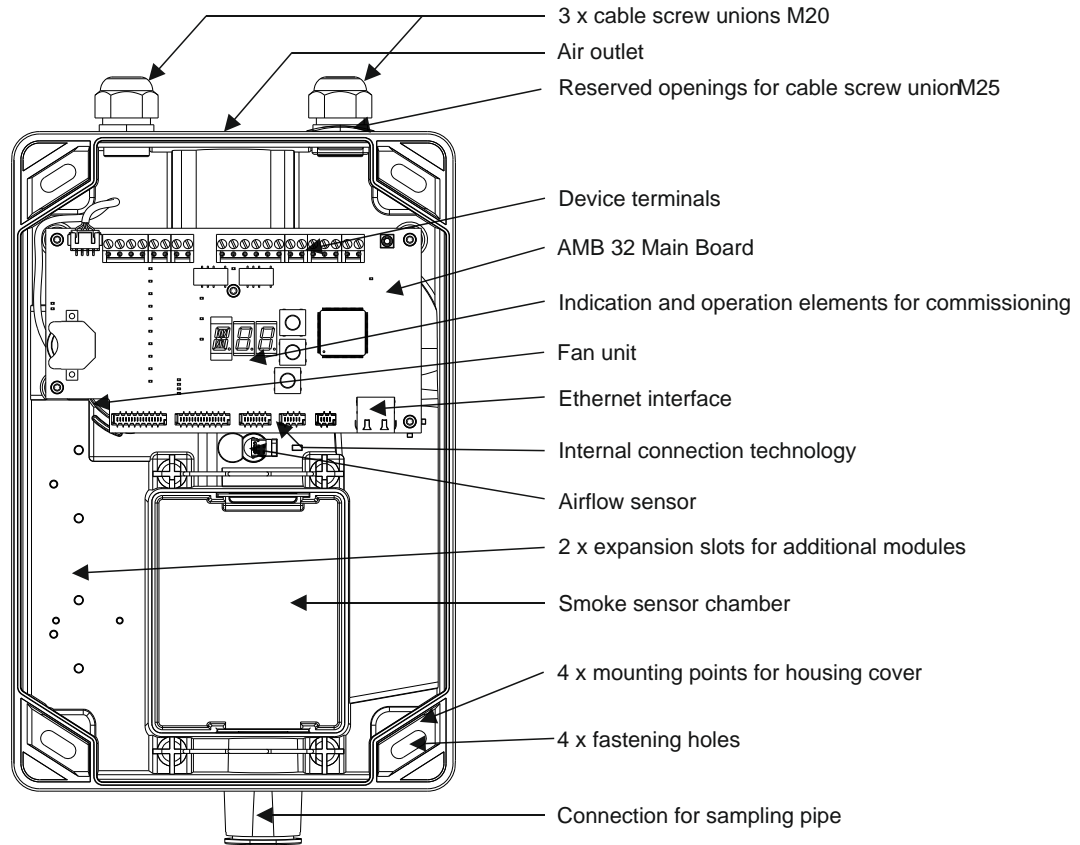 3 x cable screw unions M20
Air outlet
Reserved openings for cable screw unionM25
Device terminals
AMB 32 Main Board
Indication and operation elements for commissioning
Fan unit
Ethernet interface
Internal connection technology
Airflow sensor
2 x expansion slots for additional modules
Smoke sensor chamber
4 x mounting points for housing cover
4 x fastening holes
Connection for sampling pipe